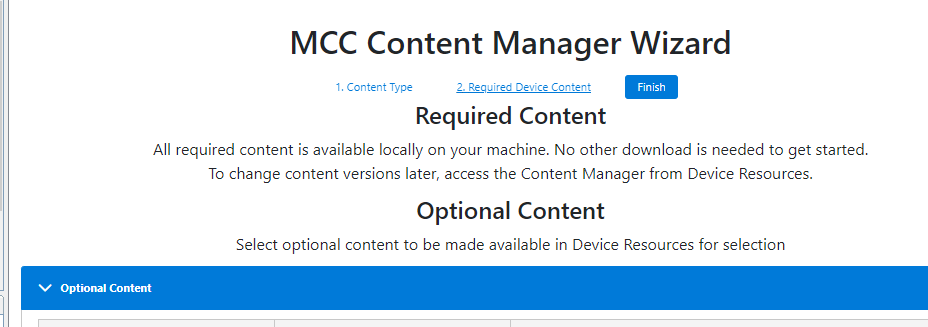 MCC Content Manager Wizard
1. Content Type 2. Required Device Content Finish
Required Content
All required content is available locally on your machine. No other download is needed to get started.
To change content versions later, access the Content Manager from Device Resources.
Optional Content
Select optional content to be made available in Device Resources for selection
Optional Content